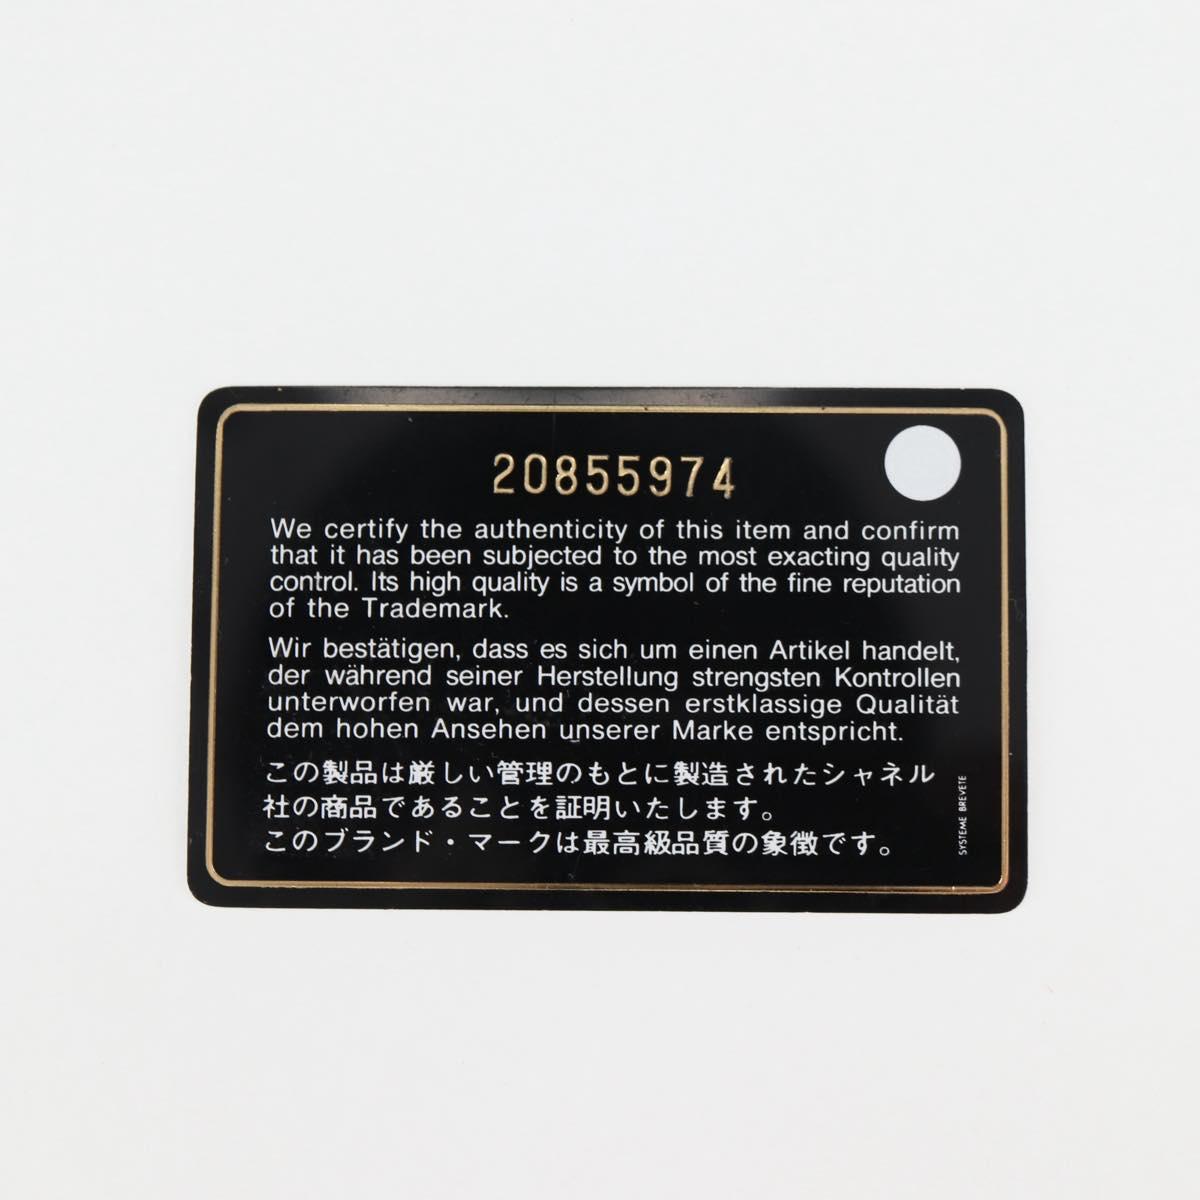 20855974
We certify the authenticity of this item and confirm
that it has been subjected to the most exacting quality
control. Its high quality is a symbol of the fine reputation
of the Trademark.
Wir bestätigen, dass es sich um einen Artikel handelt,
der während seiner Herstellung strengsten Kontrollen
unterworfen war, und dessen erstklassige Qualität
dem hohen Ansehen unserer Marke entspricht.
この製品は厳しい管理のもとに製造されたシャネル
社の商品であることを証明いたします。
このブランド・マークは最高級品質の象徴です。
SYSTEME BREVETE